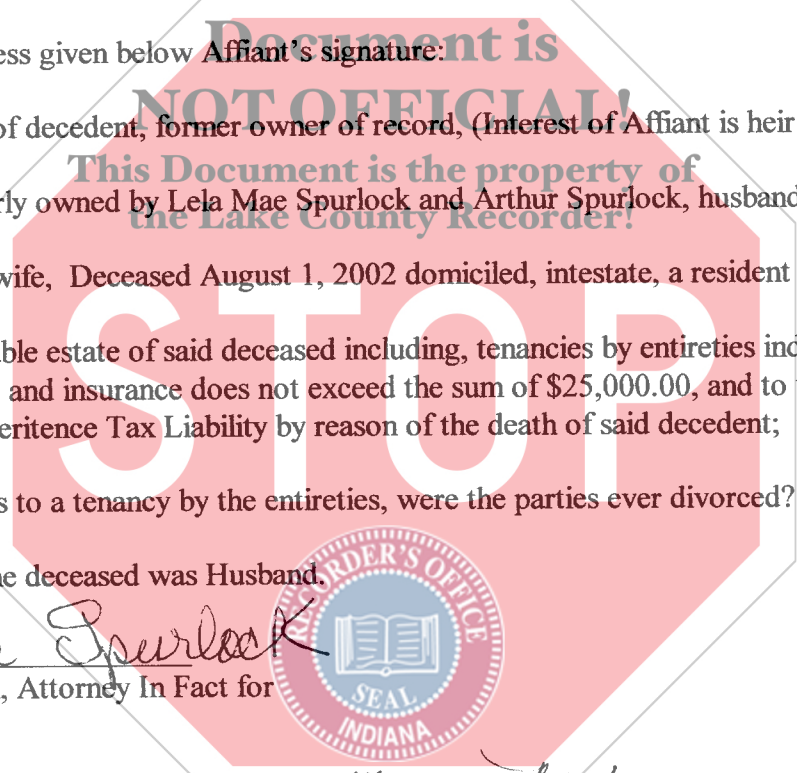 Document is
ess given below Affiant's signature:
NOT OFFICIAL!
of decedent, former owner of record, (Interest of Affiant is heir
This Document is the property of
rly owned by Lela Mae Spurlock and Arthur Spurlock, husband
the Lake County Recorder!
wife, Deceased August 1, 2002 domiciled, intestate, a resident
STOP
ble estate of said deceased including, tenancies by entireties ind
and insurance does not exceed the sum of $25,000.00, and to
eritence Tax Liability by reason of the death of said decedent;
s to a tenancy by the entireties, were the parties ever divorced?
e deceased was Husband.
RECORDER'S OFFICE
Spurlock
, Attorney In Fact for
SEAL
INDIANA